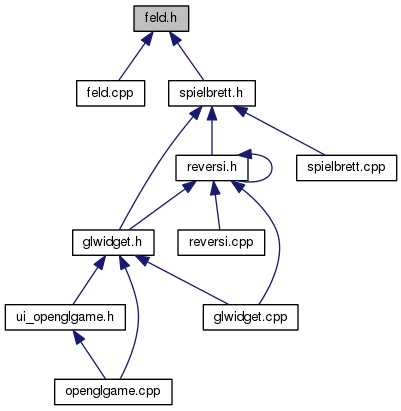 feld.h
feld.cpp
spielbrett.h
reversi.h
spielbrett.cpp
glwidget.h
reversi.cpp
ui_openglgame.h
glwidget.cpp
openglgame.cpp